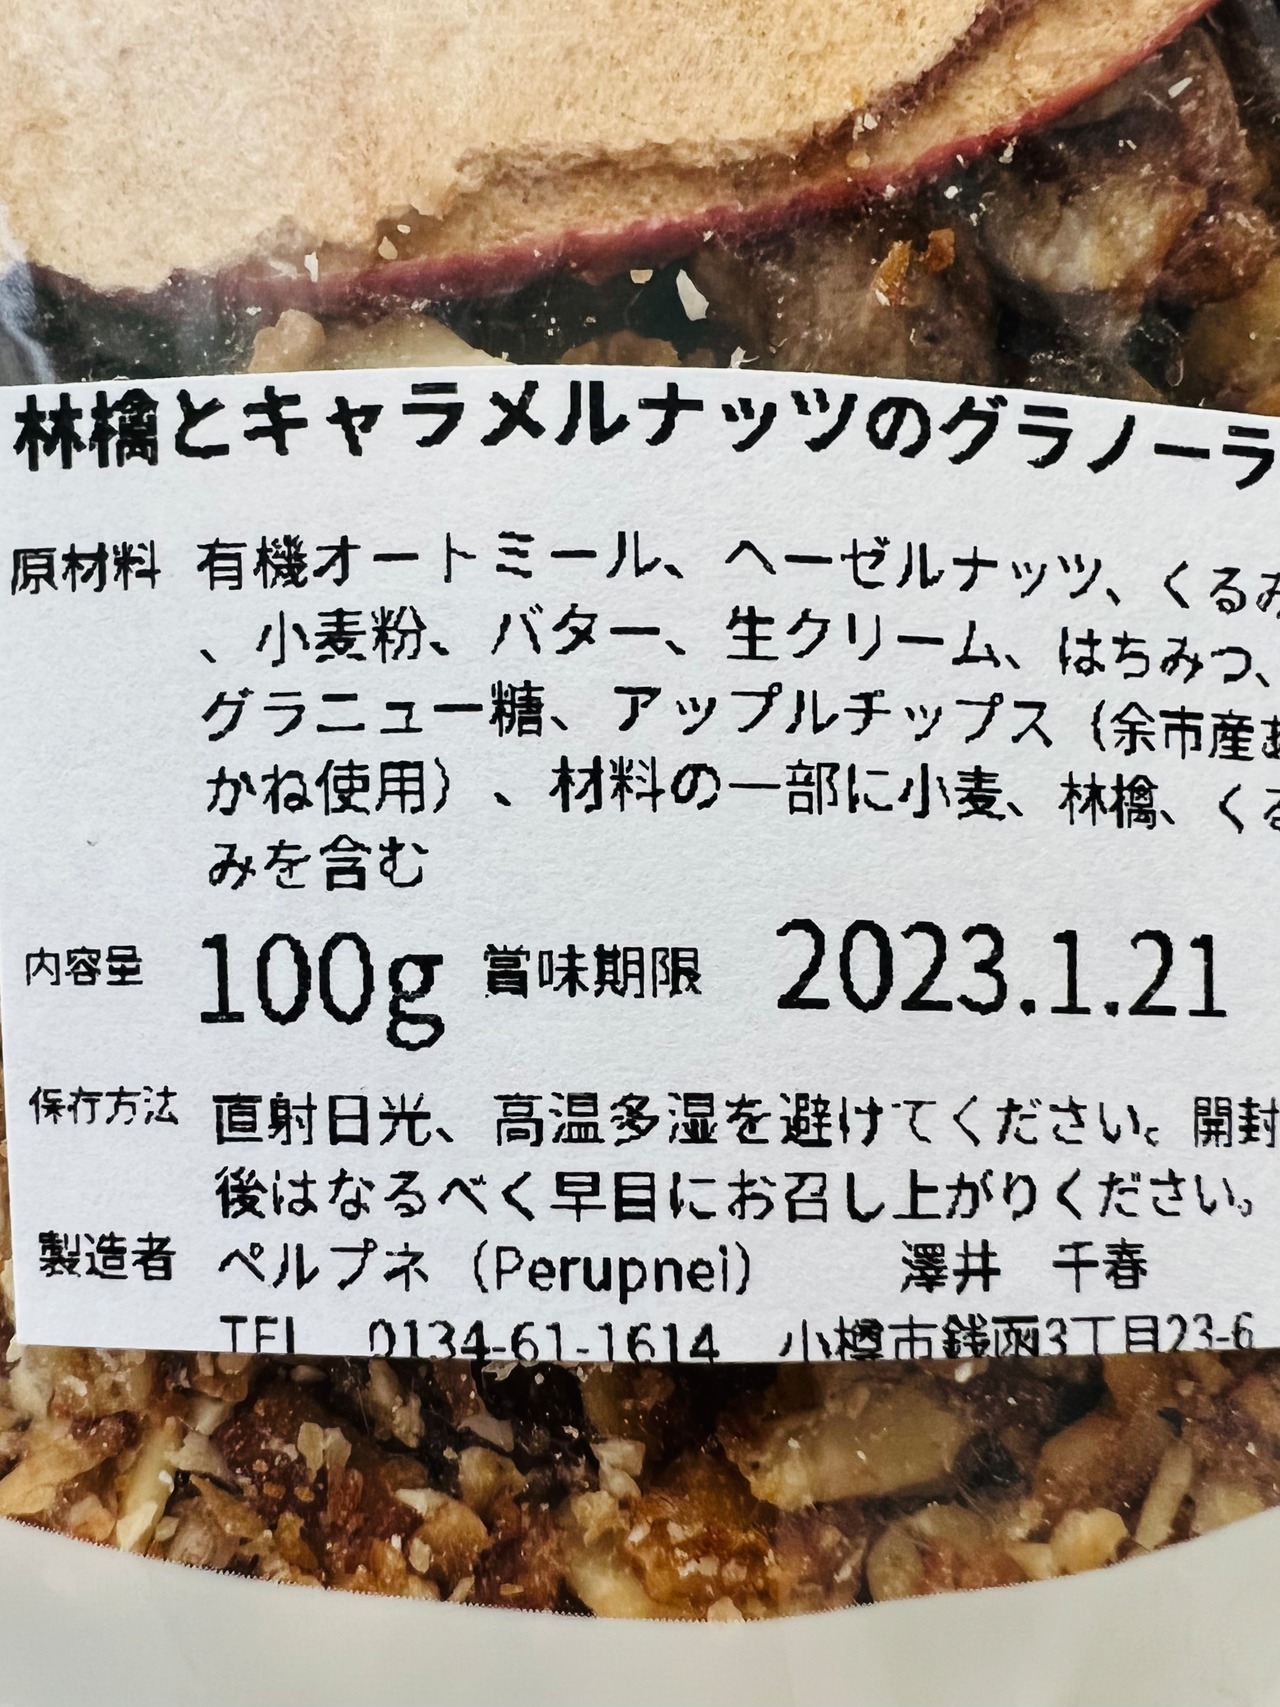 林檎とキャラメルナッツのグラノーラ
原材料 有機オートミール、ヘーゼルナッツ、くるみ
、小麦粉、バター、生クリーム、はちみつ、
グラニュー糖、アップルチップス（余市産あ
かね使用）、材料の一部に小麦、林檎、くる
みを含む
内容量 100g 賞味期限 2023.1.21
保存方法 直射日光、高温多湿を避けてください。開封
後はなるべく早目にお召し上がりください。
製造者 ペルプネ（Perupnei） 澤井 千春
TEL 0134-61-1614 小樽市銭函3丁目23-6